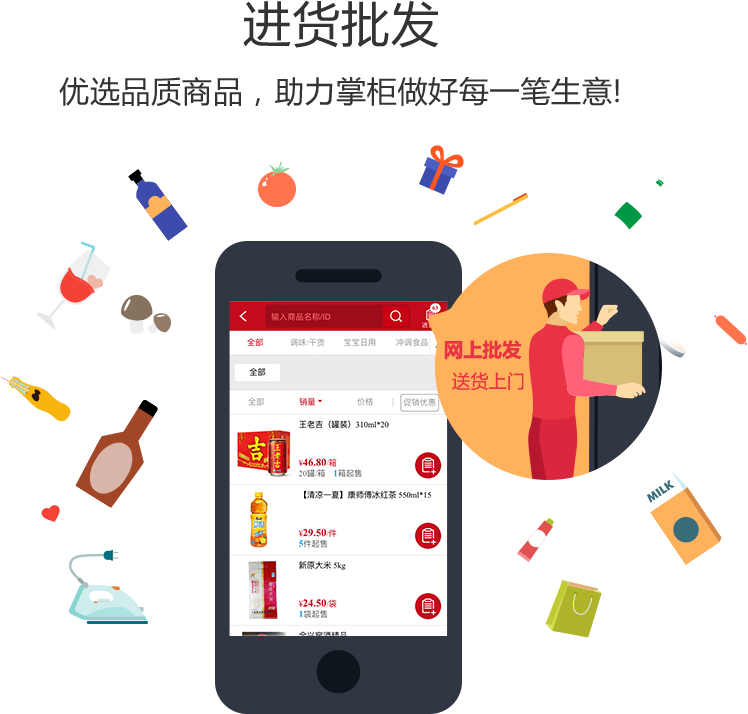 进货批发
优选品质商品，助力掌柜做好每一笔生意!
输入商品名称/ID
43
全部 调味/干货 宝宝日用 冲调食品
全部
全部 销量 价格 促销优惠
王老吉（罐装）310ml*20
¥46.80/箱
20罐/箱 1箱起售
【清凉一夏】康师傅冰红茶 550ml*15
¥29.50/件
5件起售
新原大米 5kg
¥24.50/袋
1袋起售
网上批发
送货上门
吉
王老吉
MILK